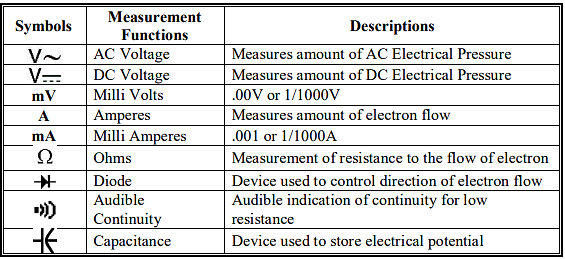 Symbols Measurement Functions Descriptions
V~ AC Voltage Measures amount of AC Electrical Pressure
V⎓ DC Voltage Measures amount of DC Electrical Pressure
mV Milli Volts .00V or 1/1000V
A Amperes Measures amount of electron flow
mA Milli Amperes .001 or 1/1000A
Ω Ohms Measurement of resistance to the flow of electron
Diode Device used to control direction of electron flow
Audible Audible indication of continuity for low
Continuity resistance
Capacitance Device used to store electrical potential